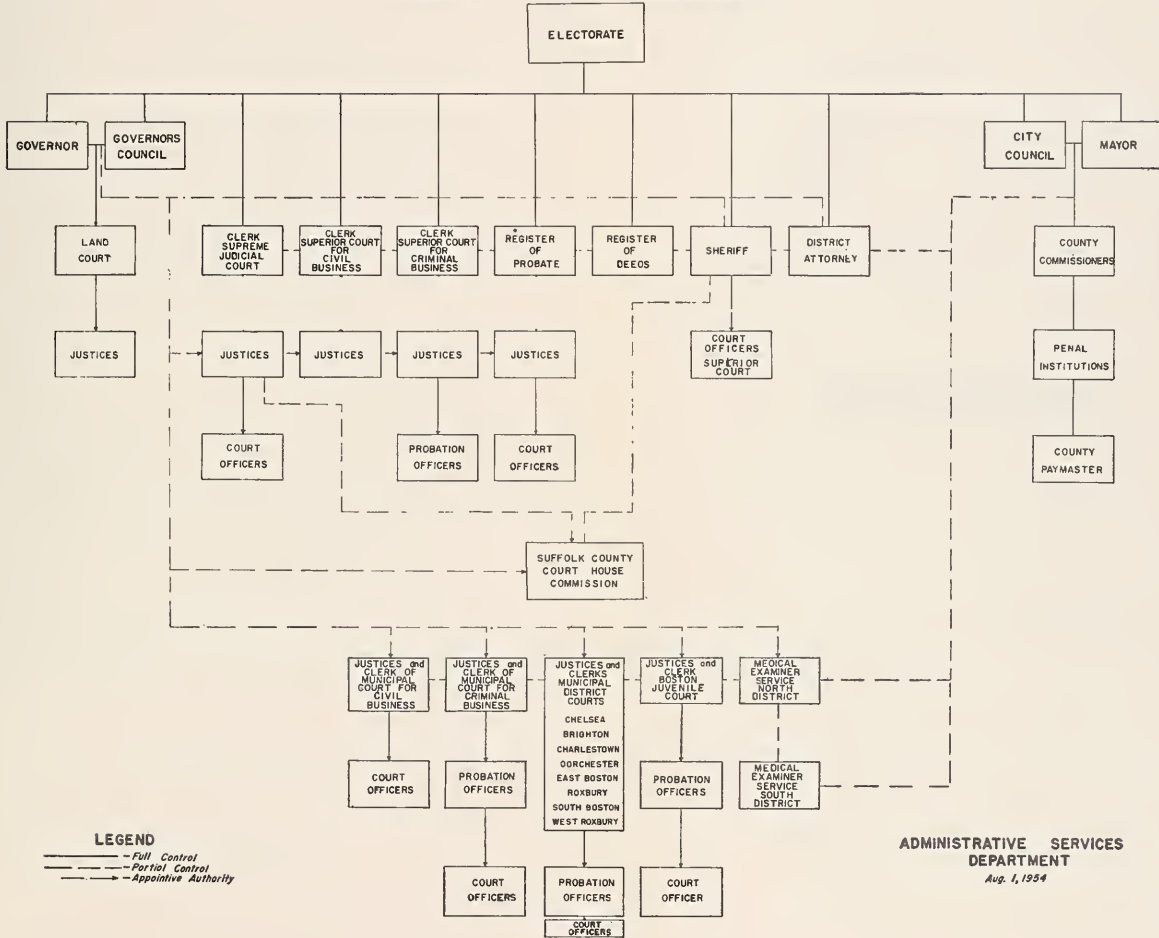 ELECTORATE
GOVERNOR
GOVERNORS
COUNCIL
CITY
COUNCIL
MAYOR
LAND
COURT
CLERK
SUPREME
JUDICIAL COURT
CLERK
SUPERIOR COURT
FOR
CIVIL
BUSINESS
CLERK
SUPERIOR COURT
FOR
CRIMINAL
BUSINESS
REGISTER
OF
PROBATE
REGISTER
OF
DEEOS
SHERIFF
DISTRICT
ATTORNEY
COUNTY
COMMISSIONERS
JUSTICES
JUSTICES
JUSTICES
JUSTICES
JUSTICES
COURT
OFFICERS
SUPERIOR
COURT
PENAL
INSTITUTIONS
COURT
OFFICERS
PROBATION
OFFICERS
COURT
OFFICERS
COUNTY
PAYMASTER
SUFFOLK COUNTY
COURT HOUSE
COMMISSION
JUSTICES and
CLERK OF
MUNICIPAL
COURT FOR
CIVIL
BUSINESS
JUSTICES and
CLERK OF
MUNICIPAL
COURT FOR
CRIMINAL
BUSINESS
JUSTICES and
CLERKS
MUNICIPAL
DISTRICT
COURTS
CHELSEA
BRIGHTON
CHARLESTOWN
OORCHESTER
EAST BOSTON
ROXBURY
SOUTH BOSTON
WEST ROXBURY
JUSTICES and
CLERK
BOSTON
JUVENILE
COURT
MEDICAL
EXAMINER
SERVICE
NORTH
DISTRICT
COURT
OFFICERS
PROBATION
OFFICERS
PROBATION
OFFICERS
MEDICAL
EXAMINER
SERVICE
SOUTH
DISTRICT
COURT
OFFICERS
PROBATION
OFFICERS
COURT
OFFICERS
COURT
OFFICER
LEGEND
- Full Control
- Partial Control
- Appointive Authority
ADMINISTRATIVE SERVICES
DEPARTMENT
Aug. 1, 1954